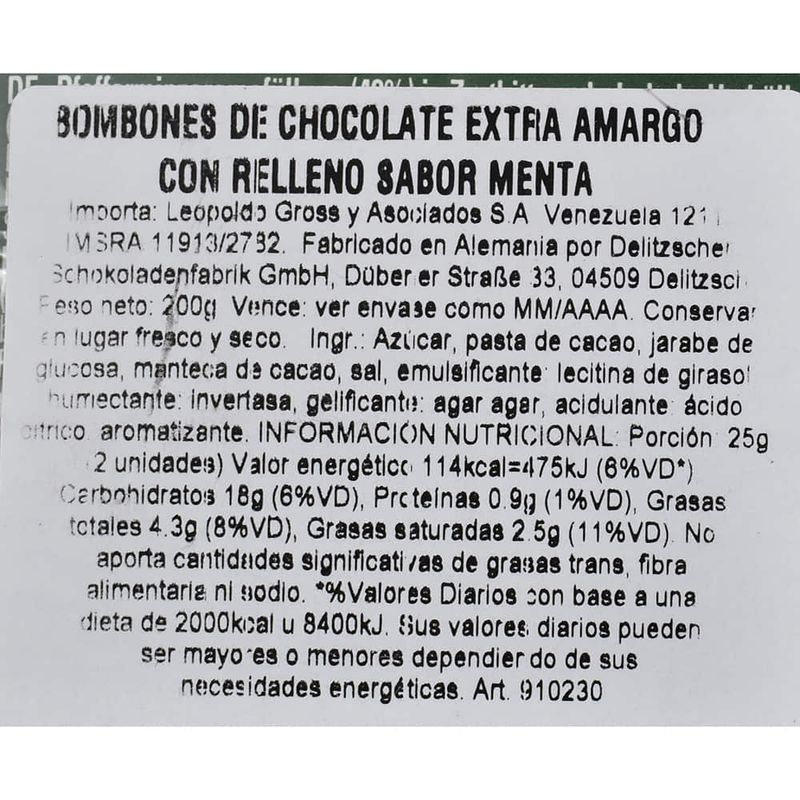 BOMBONES DE CHOCOLATE EXTRA AMARGO
CON RELLENO SABOR MENTA
Importa: Leopoldo Gross y Asociados S.A Venezuela 121
MSRA 11913/2732. Fabricado en Alemania por Delitzscher
Schokoladenfabrik GmbH, Dübener Straße 33, 04509 Delitzsc
Peso neto: 200g Vence: ver envase como MM/AAAA. Conservar
en lugar fresco y seco. Ingr.: Azúcar, pasta de cacao, jarabe de
glucosa, manteca de cacao, sal, emulsificante: lecitina de girasol
humectante: invertasa, gelificante: agar agar, acidulante: ácido
cítrico. aromatizante. INFORMACIÓN NUTRICIONAL: Porción: 25g
2 unidades) Valor energético 114kcal=475kJ (6%VD*)
Carbohidratos 18g (6%VD), Proteínas 0.9g (1%VD), Grasas
totales 4.3g (8%VD), Grasas saturadas 2.5g (11%VD). No
aporta cantidades significativas de grasas trans, fibra
alimentaria ni sodio. *%Valores Diarios con base a una
dieta de 2000kcal u 8400kJ. Sus valores diarios pueden
ser mayores o menores dependiendo de sus
necesidades energéticas. Art. 910230